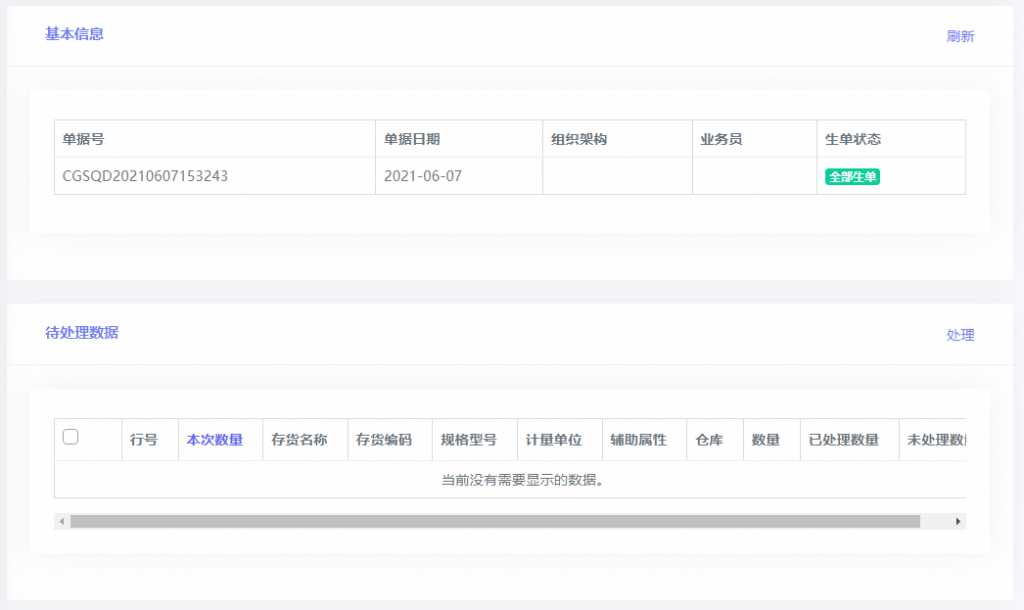 基本信息
刷新
单据号 单据日期 组织架构 业务员 生单状态
CGSQD20210607153243 2021-06-07 全部生单
待处理数据
处理
行号 本次数量 存货名称 存货编码 规格型号 计量单位 辅助属性 仓库 数量 已处理数量 未处理数
当前没有需要显示的数据。